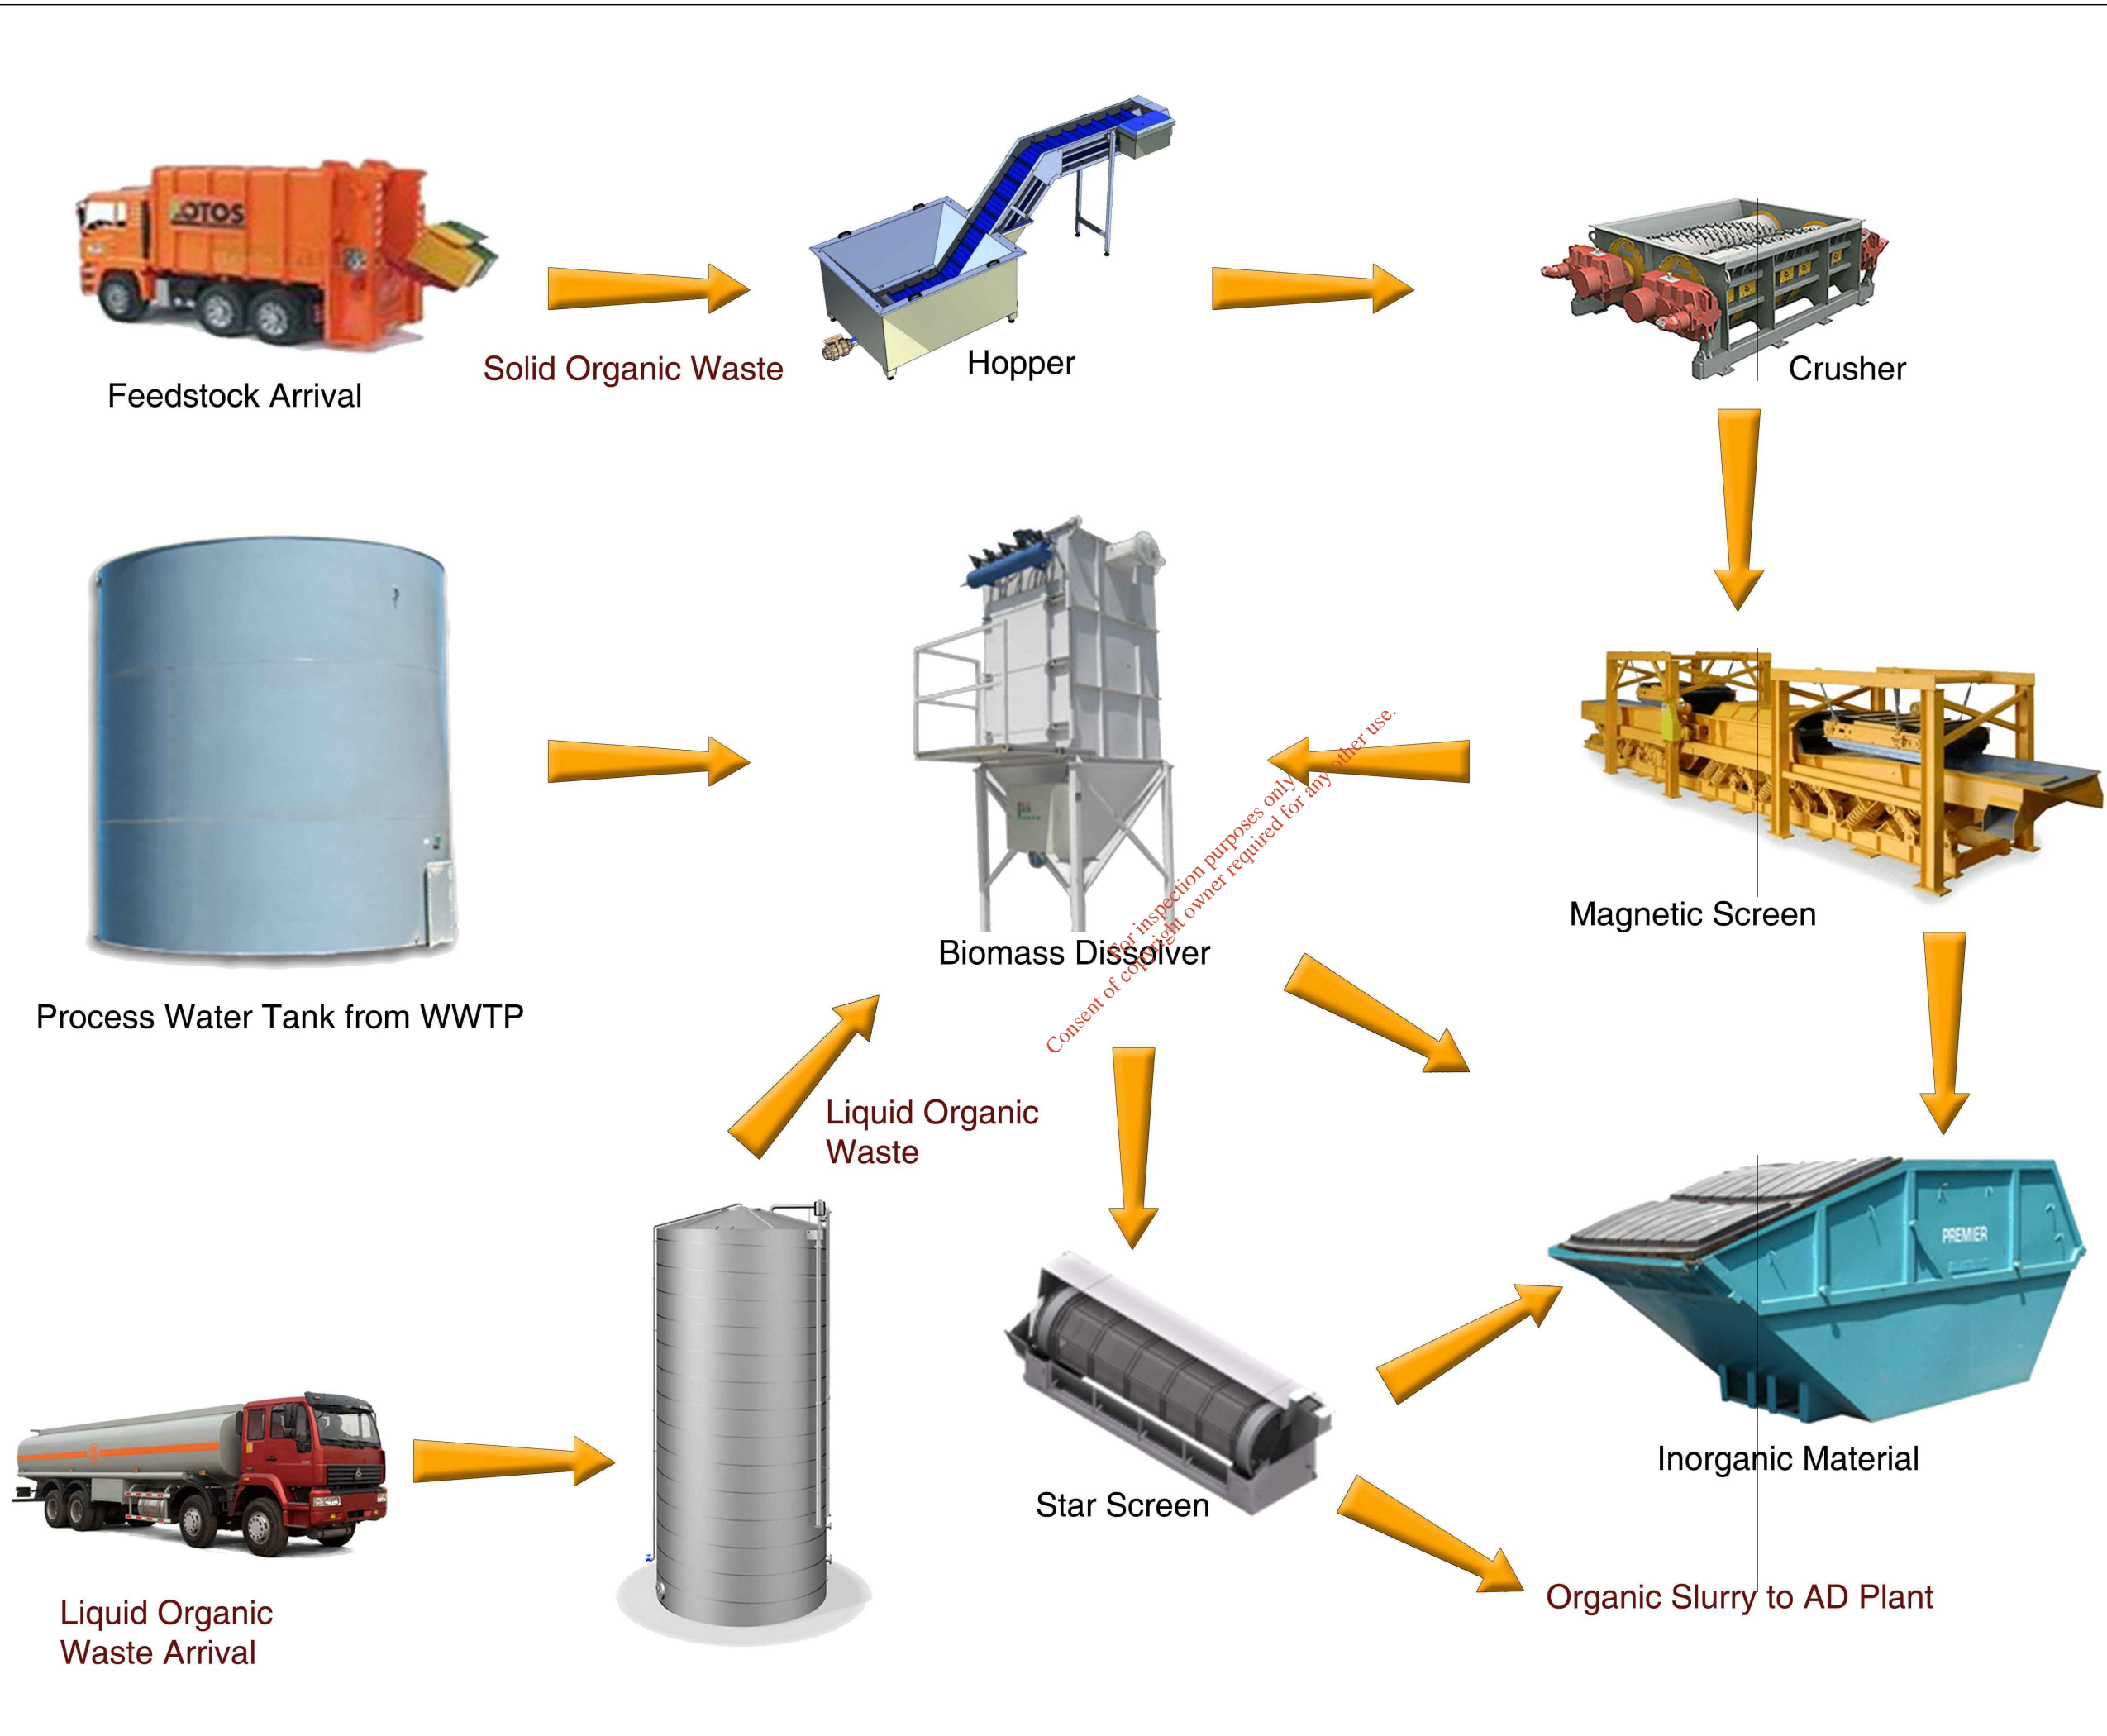 LOTOS
Feedstock Arrival
Solid Organic Waste
Hopper
Crusher
Process Water Tank from WWTP
Biomass Dissolver
Magnetic Screen
For inspection purposes only.
Consent of copyright owner required for any other use.
Liquid Organic
Waste
PREMIER
Inorganic Material
Star Screen
Organic Slurry to AD Plant
Liquid Organic
Waste Arrival